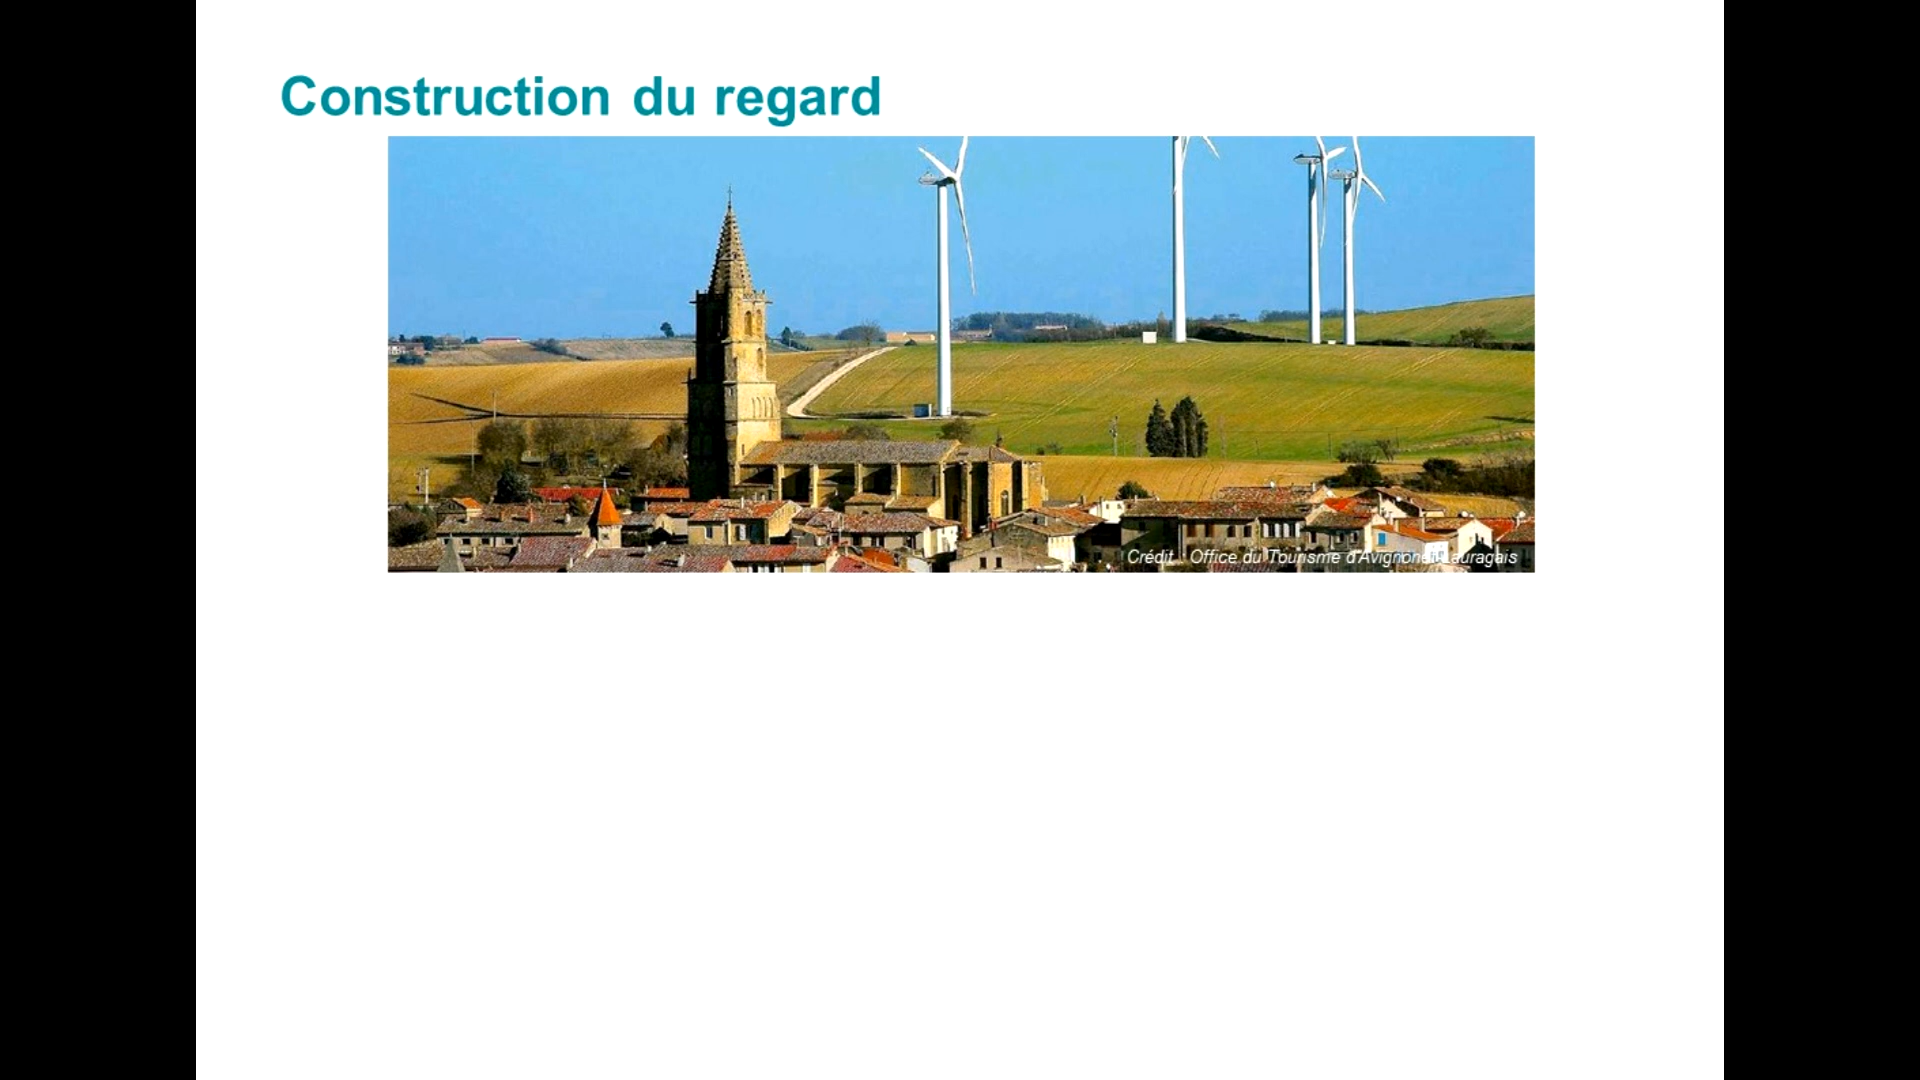 Construction du regard
Crédit : Office du Tourisme d'Avignonet-Lauragais